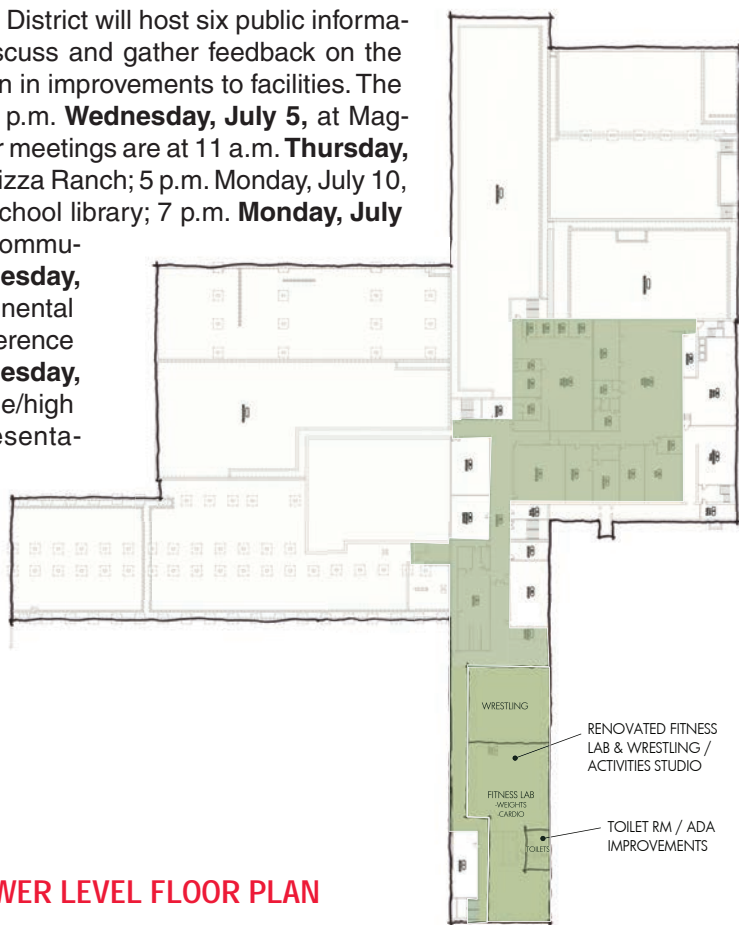 District will host six public informa-
scuss and gather feedback on the
n in improvements to facilities. The
p.m. Wednesday, July 5, at Mag-
r meetings are at 11 a.m. Thursday,
izza Ranch; 5 p.m. Monday, July 10,
school library; 7 p.m. Monday, July
ommu-
esday,
nental
erence
esday,
e/high
esenta-
WRESTLING
RENOVATED FITNESS
LAB & WRESTLING /
ACTIVITIES STUDIO
FITNESS LAB
-WEIGHTS
-CARDIO
TOILETS
TOILET RM / ADA
IMPROVEMENTS
WER LEVEL FLOOR PLAN